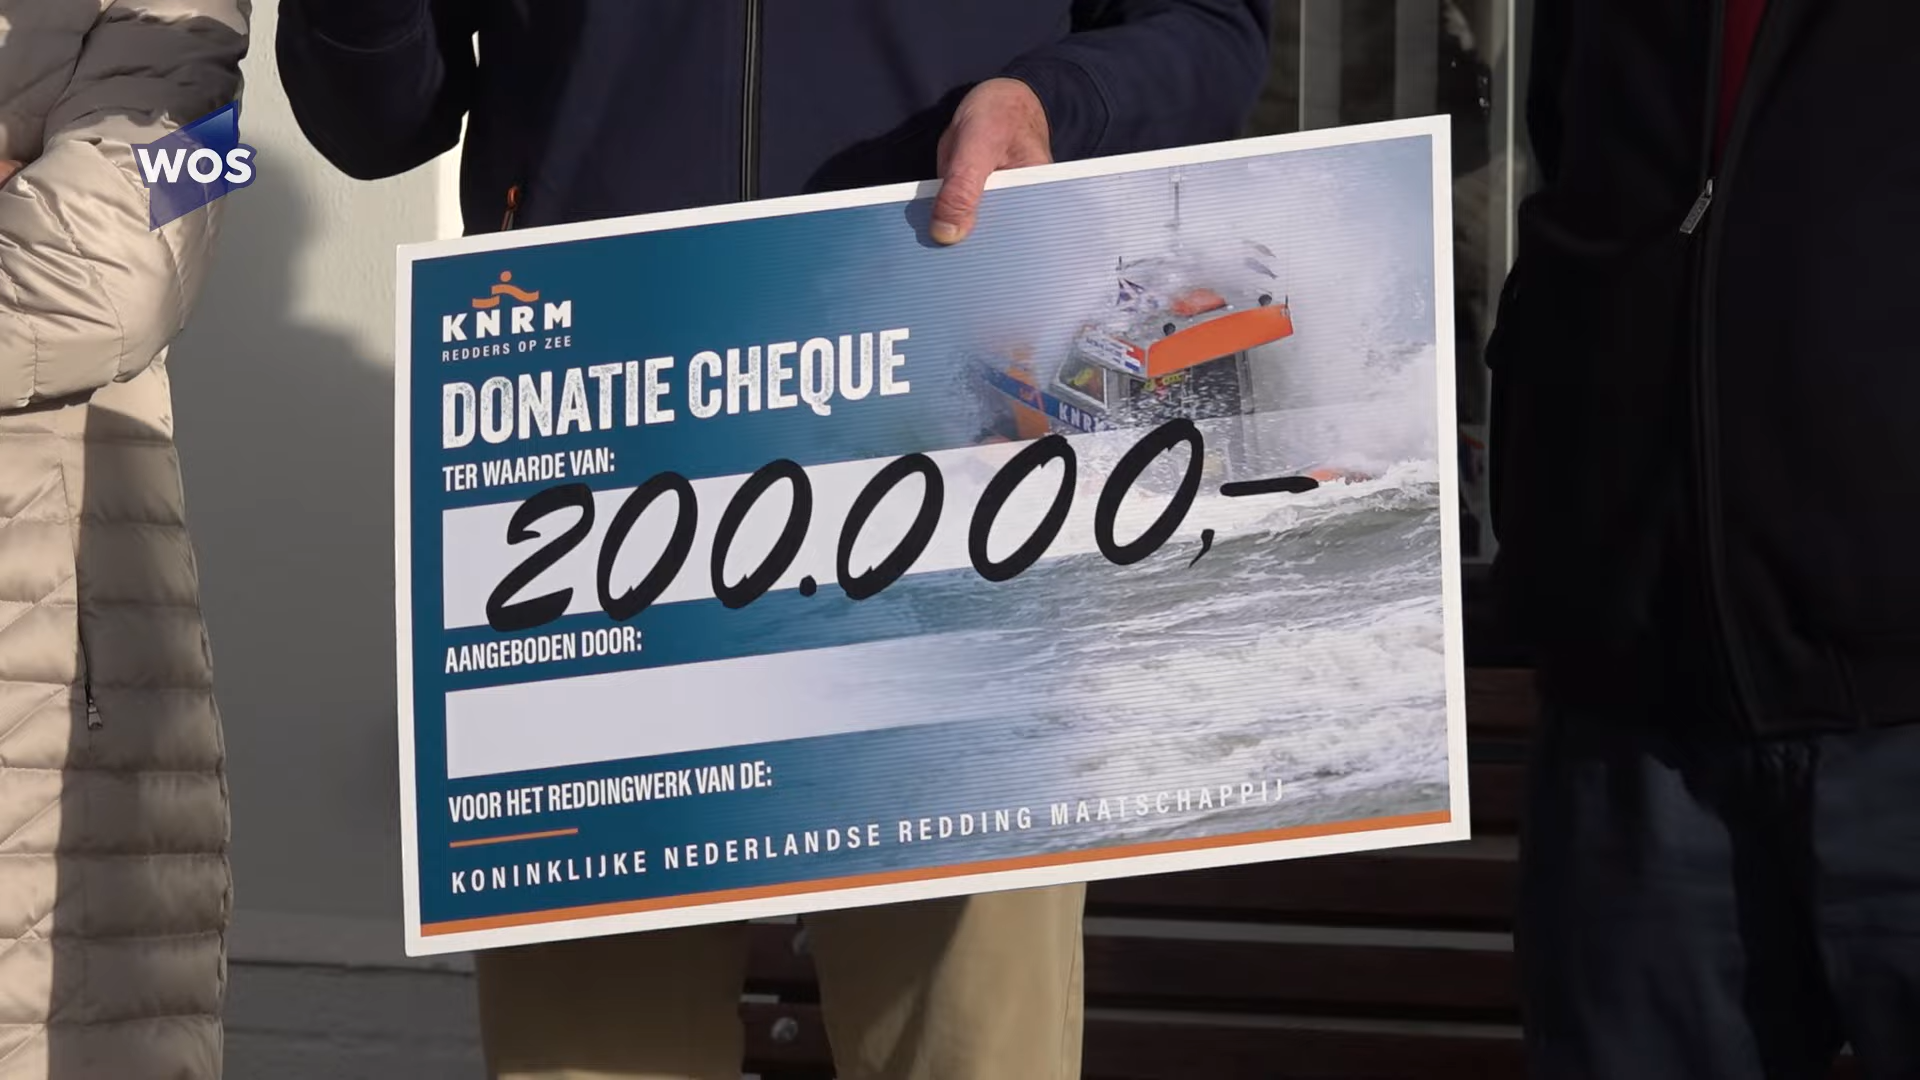 WOS
KNRM
REDDERS OP ZEE
DONATIE CHEQUE
TER WAARDE VAN:
200.000,-
AANGEBODEN DOOR:
VOOR HET REDDINGWERK VAN DE:
KONINKLIJKE NEDERLANDSE REDDING MAATSCHAPPIJ